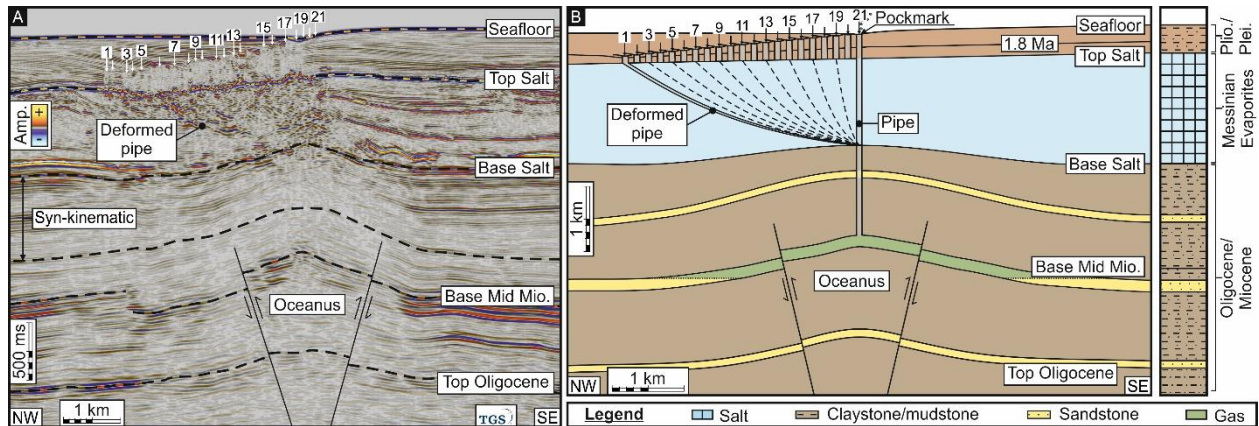 A
1 3 5 7 9 11 13 15 17 19 21
Seafloor
Top Salt
Amp.
+
-
Deformed
pipe
Base Salt
Syn-kinematic
Oceanus
Base Mid Mio.
500 ms
Top Oligocene
NW
1 km
TGS
SE
B
1 3 5 7 9 11 13 15 17 19 21
Pockmark
Seafloor
1.8 Ma
Top Salt
Deformed
pipe
Pipe
Base Salt
1 km
Base Mid Mio.
Oceanus
Top Oligocene
NW
1 km
SE
Plio./
Plei.
Messinian
Evaporites
Oligocene/
Miocene
Legend Salt Claystone/mudstone Sandstone Gas